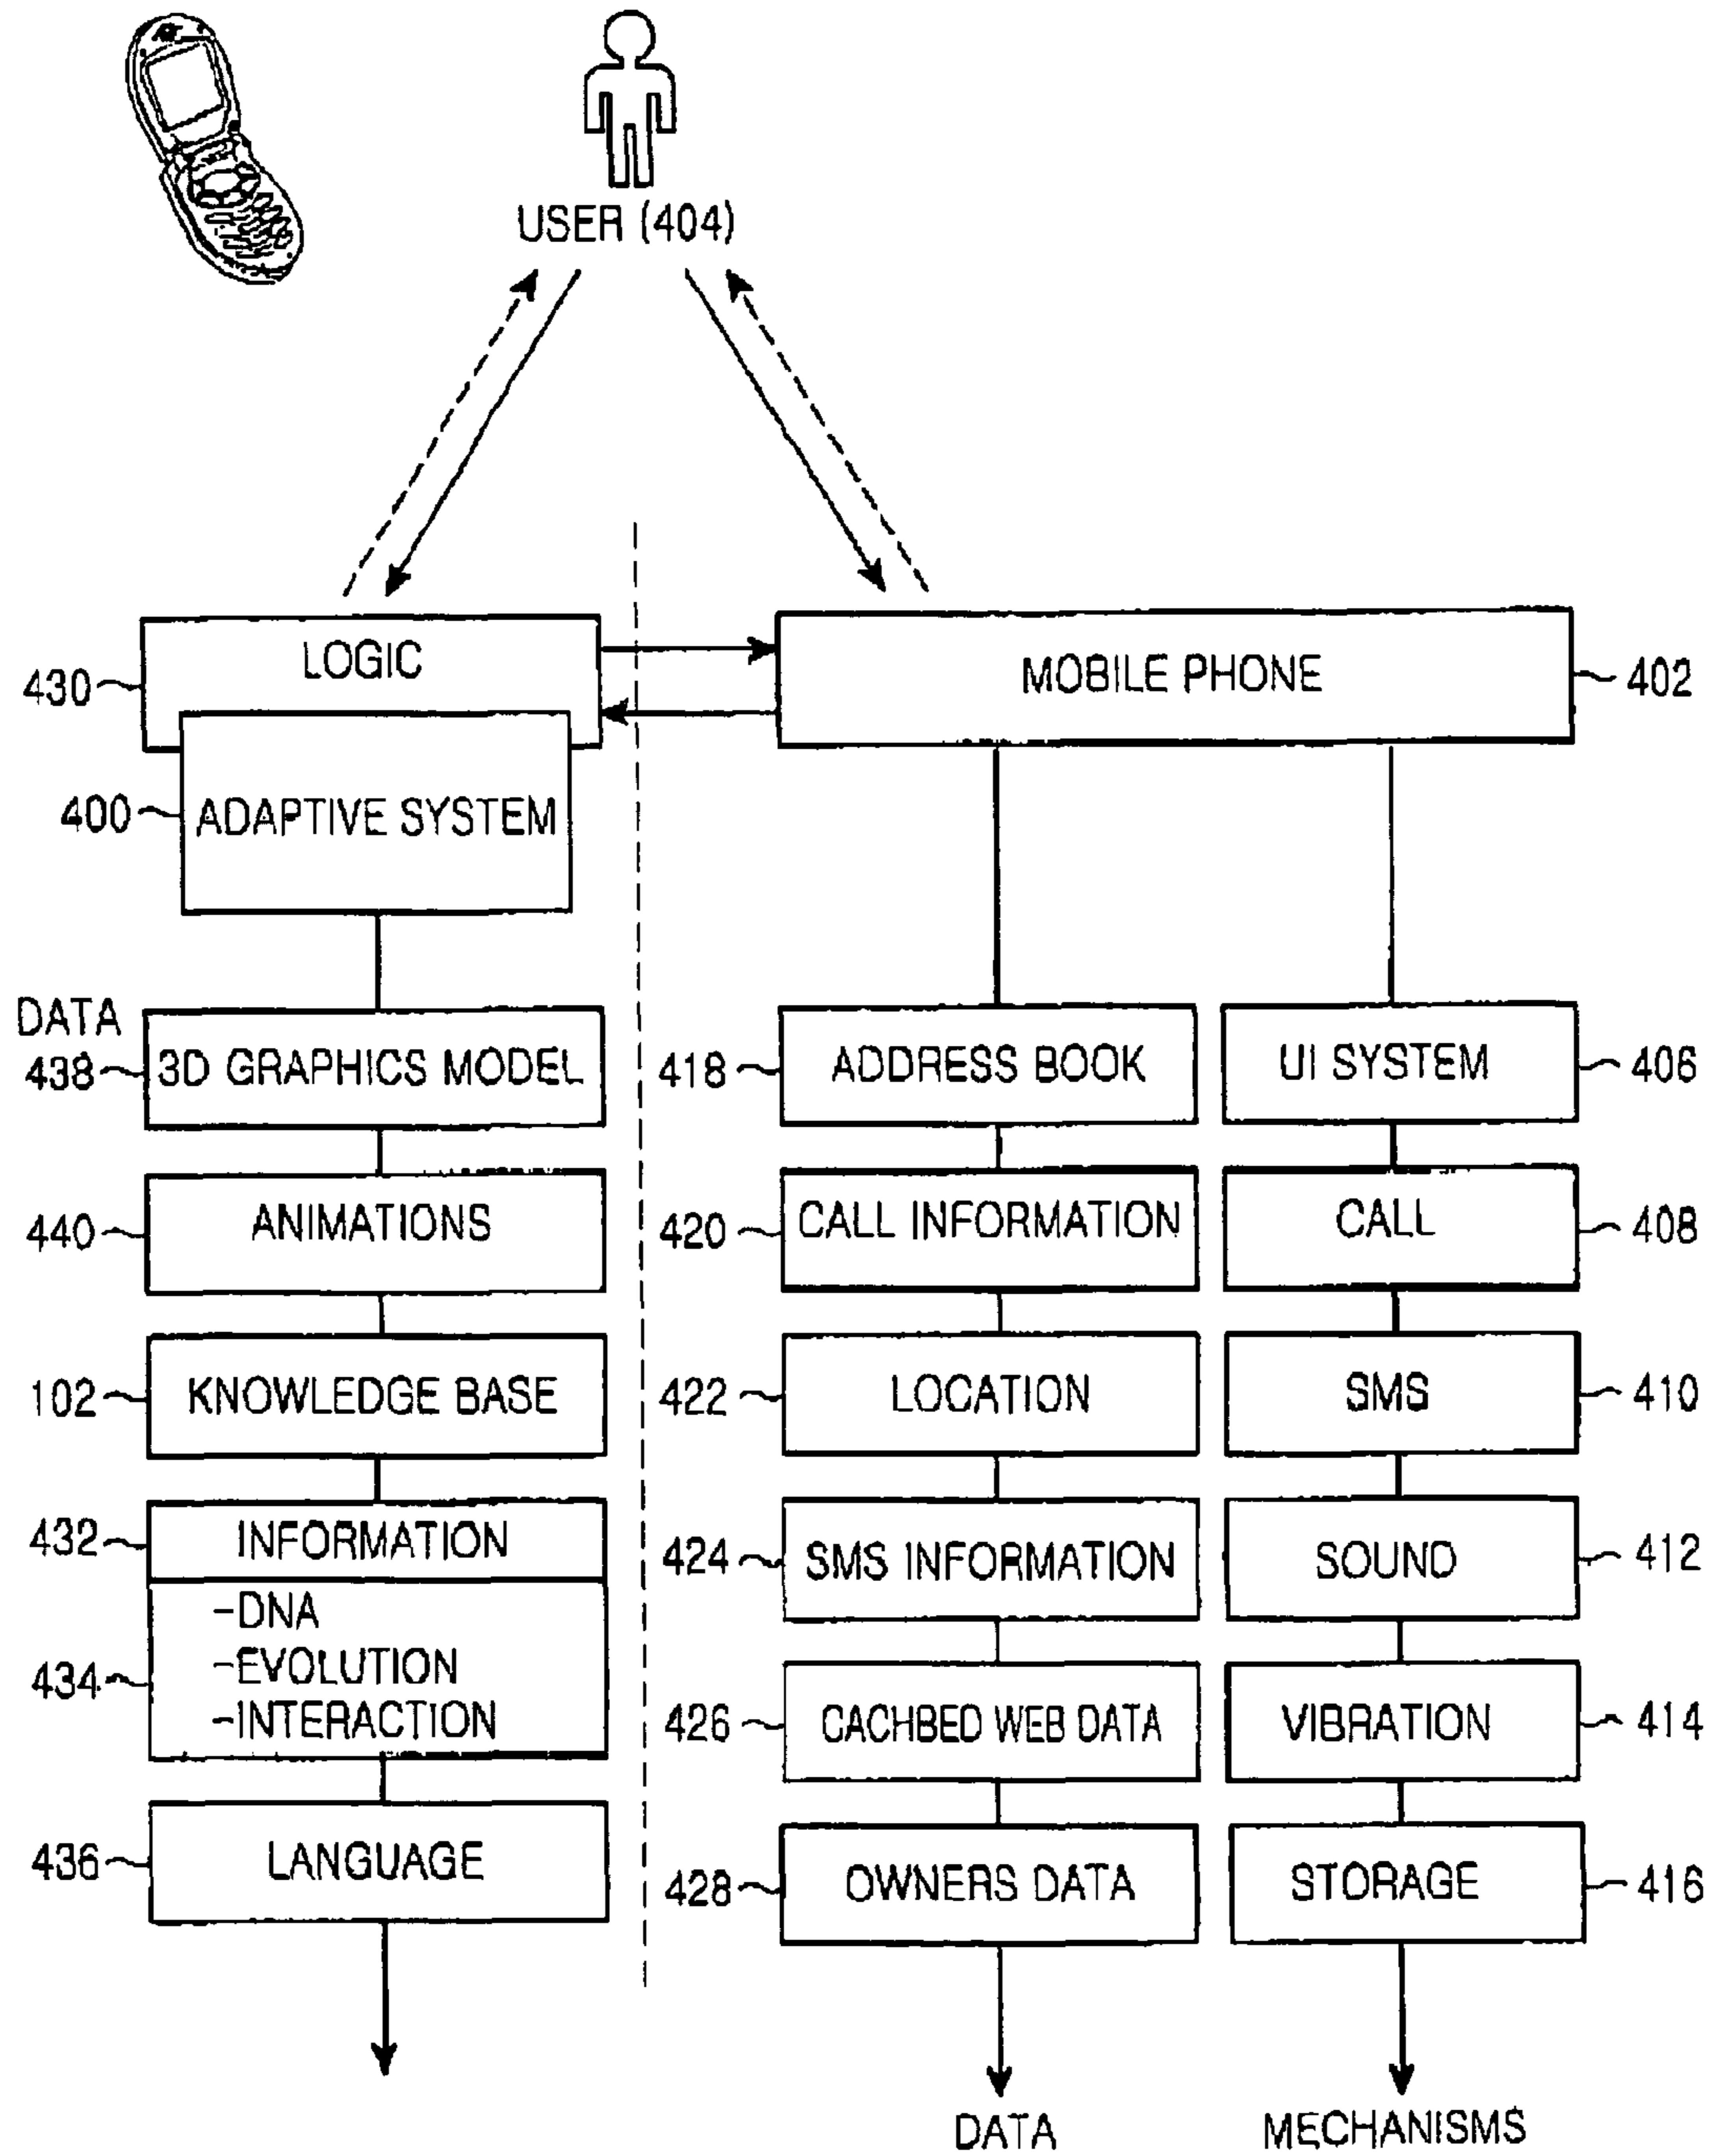 USER (404)
LOGIC
430
MOBILE PHONE
402
400
ADAPTIVE SYSTEM
DATA
438
3D GRAPHICS MODEL
440
ANIMATIONS
102
KNOWLEDGE BASE
432
INFORMATION
434
-DNA
-EVOLUTION
-INTERACTION
436
LANGUAGE
418
ADDRESS BOOK
420
CALL INFORMATION
422
LOCATION
424
SMS INFORMATION
426
CACHBED WEB DATA
428
OWNERS DATA
DATA
UI SYSTEM
406
CALL
408
SMS
410
SOUND
412
VIBRATION
414
STORAGE
416
MECHANISMS